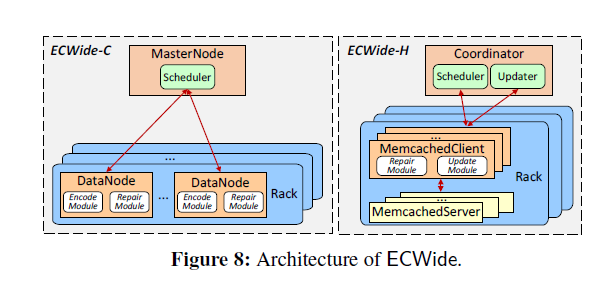 ECWide-C
MasterNode
Scheduler
...
DataNode
Encode
Module
Repair
Module
...
DataNode
Encode
Module
Repair
Module
Rack
ECWide-H
Coordinator
Scheduler
Updater
...
...
MemcachedClient
Repair
Module
Update
Module
Rack
...
MemcachedServer
Figure 8: Architecture of ECWide.